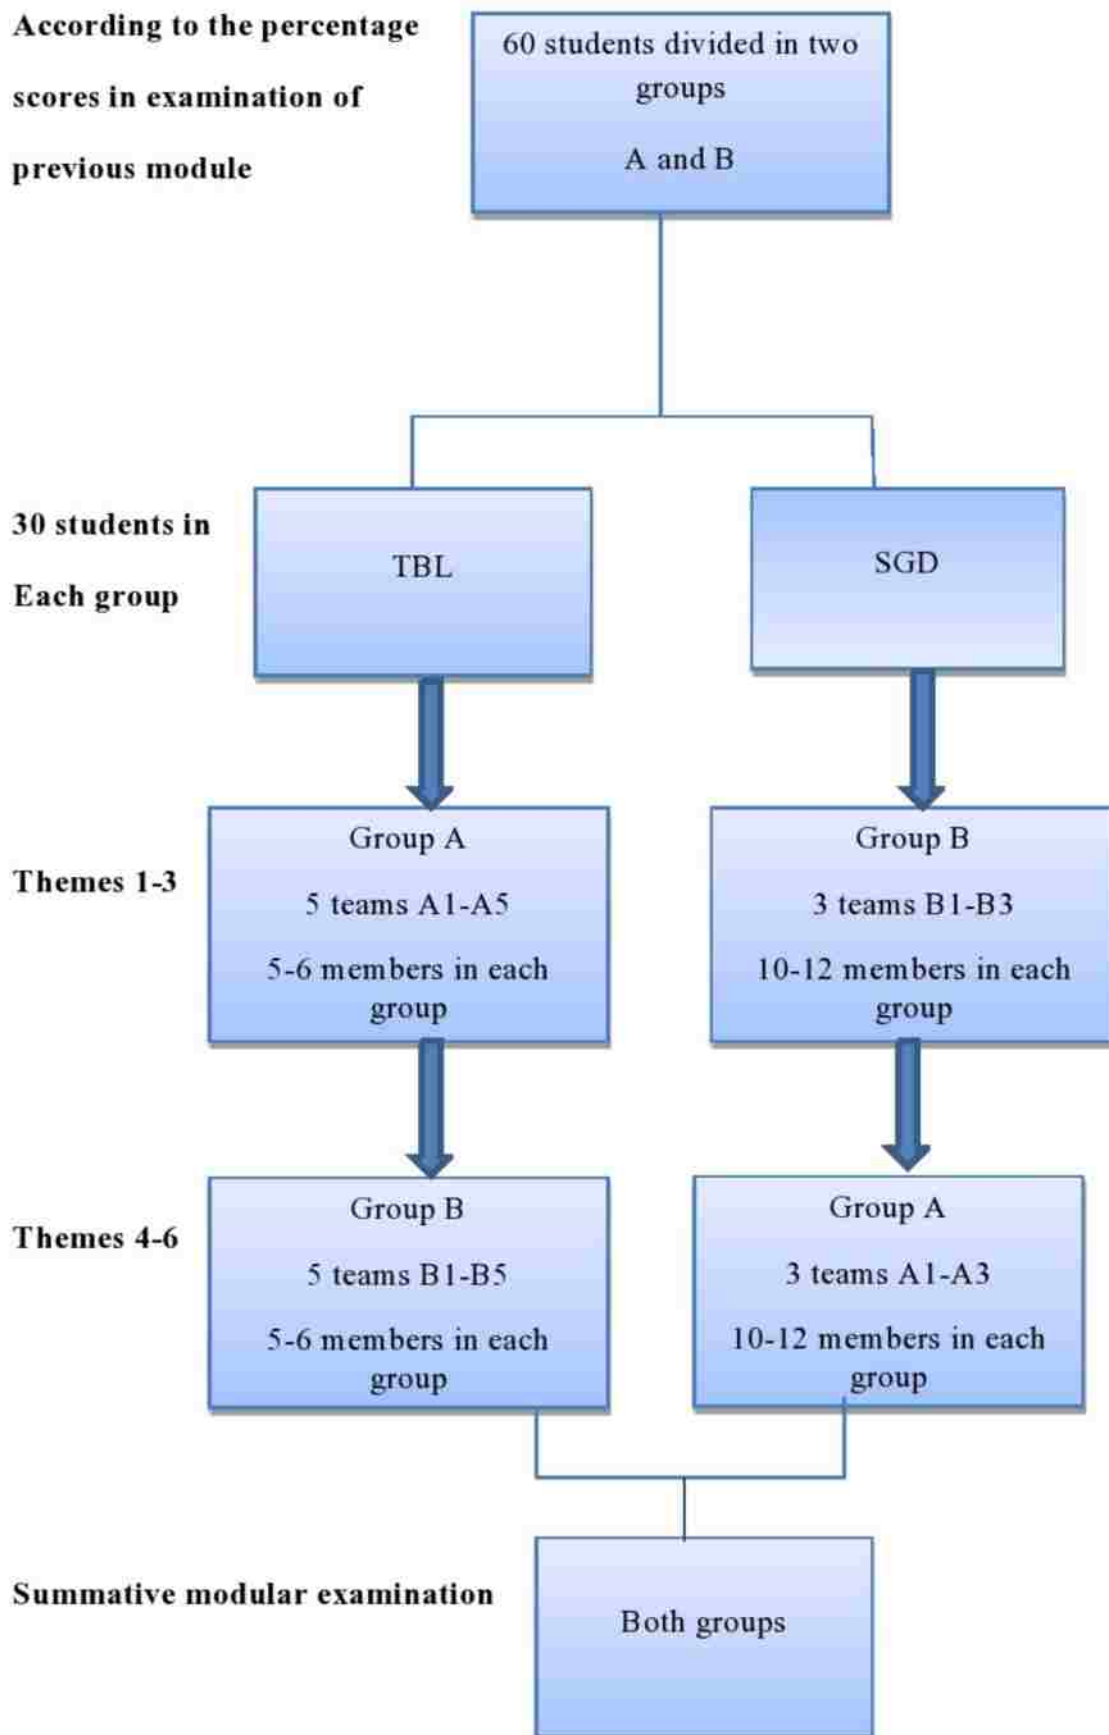 According to the percentage
scores in examination of
previous module
60 students divided in two
groups
A and B
30 students in
Each group
TBL
SGD
Themes 1-3
Group A
5 teams A1-A5
5-6 members in each
group
Group B
3 teams B1-B3
10-12 members in each
group
Themes 4-6
Group B
5 teams B1-B5
5-6 members in each
group
Group A
3 teams A1-A3
10-12 members in each
group
Summative modular examination
Both groups